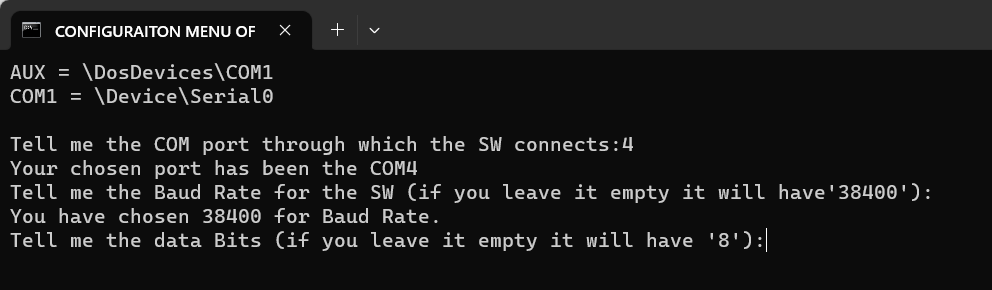 CONFIGURAITON MENU OF
AUX = \DosDevices\COM1
COM1 = \Device\Serial0
Tell me the COM port through which the SW connects:4
Your chosen port has been the COM4
Tell me the Baud Rate for the SW (if you leave it empty it will have'38400'):
You have chosen 38400 for Baud Rate.
Tell me the data Bits (if you leave it empty it will have '8'):